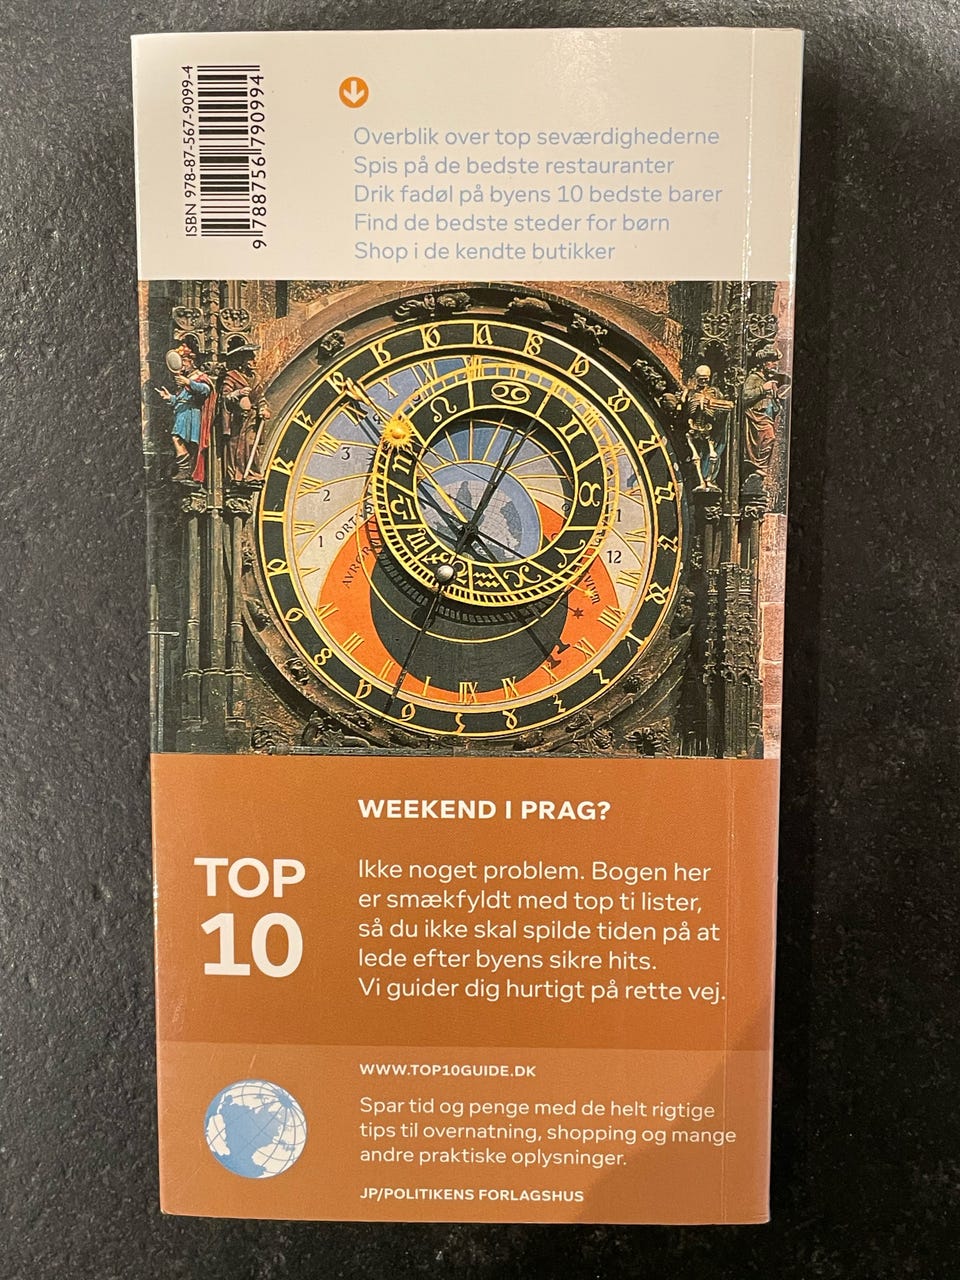 ISBN 978-87-567-9099-4
9 788756 790994
Overblik over top seværdighederne
Spis på de bedste restauranter
Drik fadøl på byens 10 bedste barer
Find de bedste steder for børn
Shop i de kendte butikker
WEEKEND I PRAG?
TOP
10
Ikke noget problem. Bogen her
er smækfyldt med top ti lister,
så du ikke skal spilde tiden på at
lede efter byens sikre hits.
Vi guider dig hurtigt på rette vej.
WWW.TOP10GUIDE.DK
Spar tid og penge med de helt rigtige
tips til overnatning, shopping og mange
andre praktiske oplysninger.
JP/POLITIKENS FORLAGSHUS